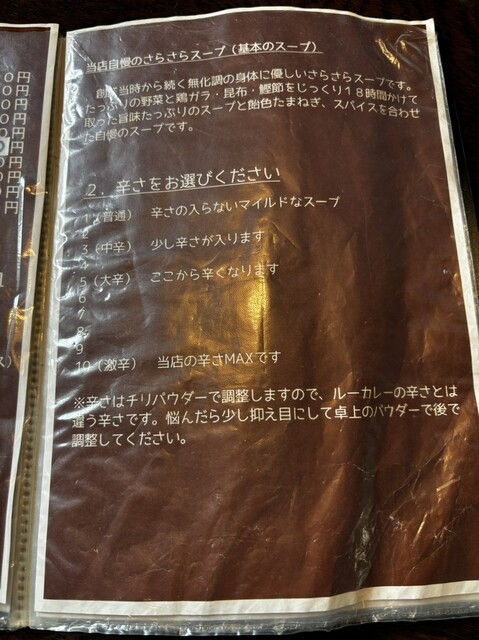 当店自慢のさらさらスープ（基本のスープ）
創業当時から続く無化調の身体に優しいさらさらスープです。
たっぷりの野菜と鶏ガラ・昆布・鰹節をじっくり１８時間かけて
取った旨味たっぷりのスープと飴色たまねぎ、スパイスを合わせ
た自慢のスープです。
２．辛さをお選びください
1（普通）　辛さの入らないマイルドなスープ
2
3（中辛）　少し辛さが入ります
4
5（大辛）　ここから辛くなります
6
7
8
9
10（激辛）　当店の辛さMAXです
※辛さはチリパウダーで調整しますので、ルーカレーの辛さとは
違う辛さです。悩んだら少し抑え目にして卓上のパウダーで後で
調整してください。
０円
円
円
円
円
円
円
円
円
ス）